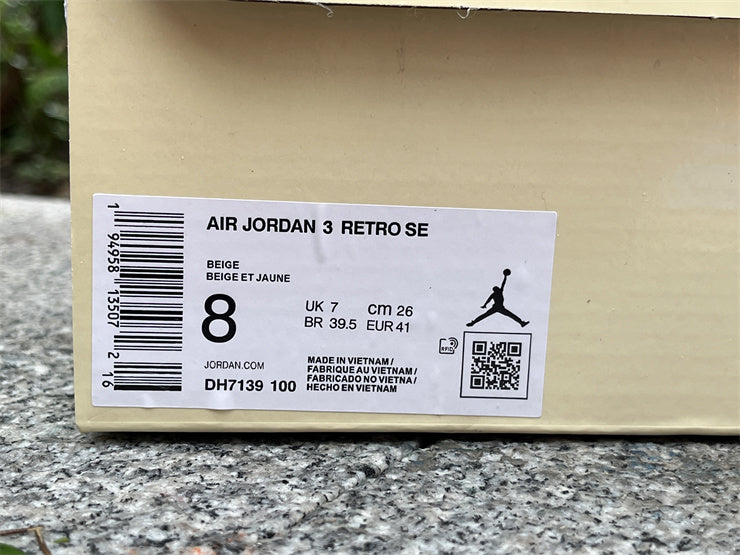 AIR JORDAN 3 RETRO SE
BEIGE
BEIGE ET JAUNE
8
UK 7 cm 26
BR 39.5 EUR 41
JORDAN.COM
DH7139 100
MADE IN VIETNAM /
FABRIQUE AU VIETNAM /
FABRICADO NO VIETNA /
HECHO EN VIETNAM
RFID
1 94958 13507 2 16